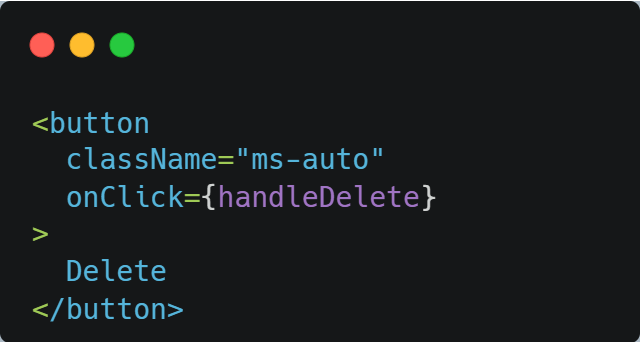 <button
  className="ms-auto"
  onClick={handleDelete}
>
  Delete
</button>